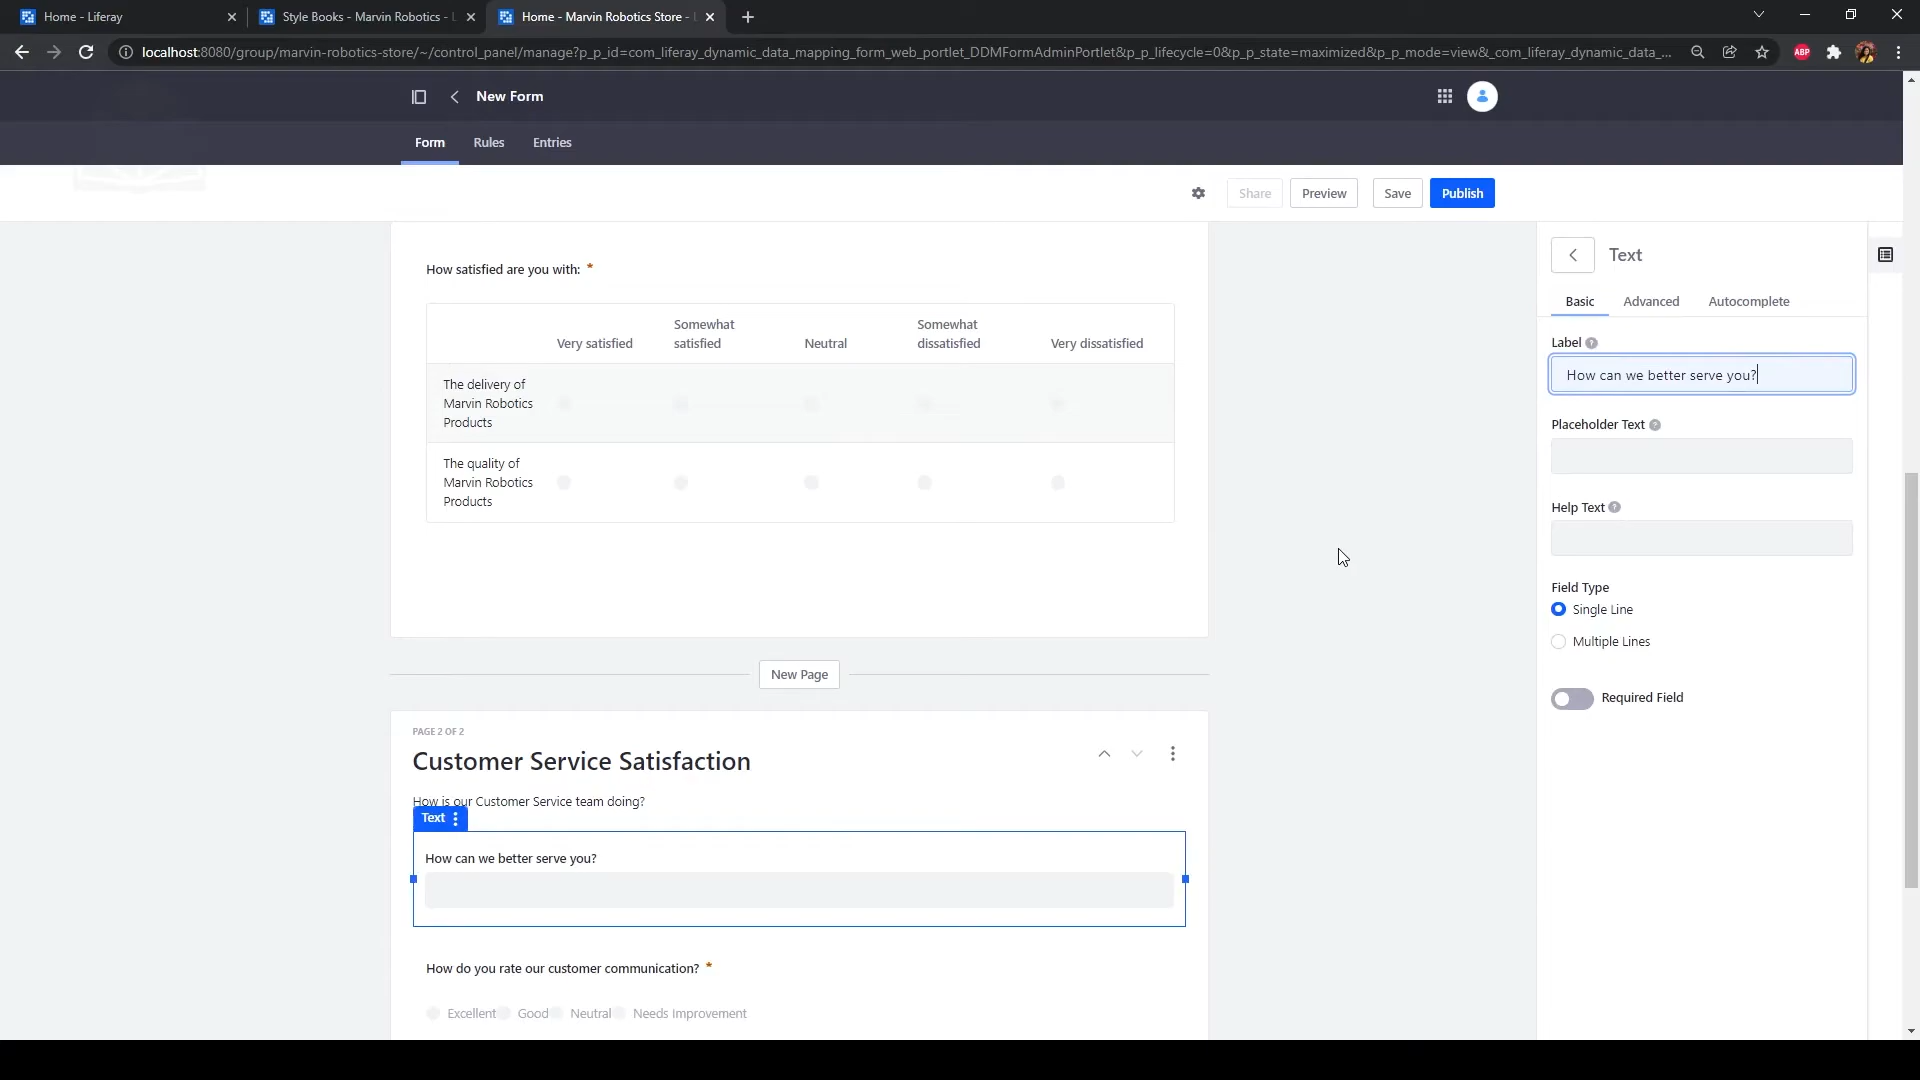 Home - Liferay
Style Books - Marvin Robotics - L
Home - Marvin Robotics Store -
localhost:8080/group/marvin-robotics-store/~/control_panel/manage?p_p_id=com_liferay_dynamic_data_mapping_form_web_portlet_DDMFormAdminPortlet&p_p_lifecycle=0&p_p_state=maximized&p_p_mode=view&_com_liferay_dynamic_data_...
ABP
New Form
Form Rules Entries
Share Preview Save Publish
How satisfied are you with: *
Very satisfied
Somewhat satisfied
Neutral
Somewhat dissatisfied
Very dissatisfied
The delivery of
Marvin Robotics
Products
The quality of
Marvin Robotics
Products
New Page
PAGE 2 OF 2
Customer Service Satisfaction
How is our Customer Service team doing?
Text
How can we better serve you?
How do you rate our customer communication? *
Excellent Good Neutral Needs Improvement
Text
Basic Advanced Autocomplete
Label ?
How can we better serve you?
Placeholder Text ?
Help Text ?
Field Type
Single Line
Multiple Lines
Required Field